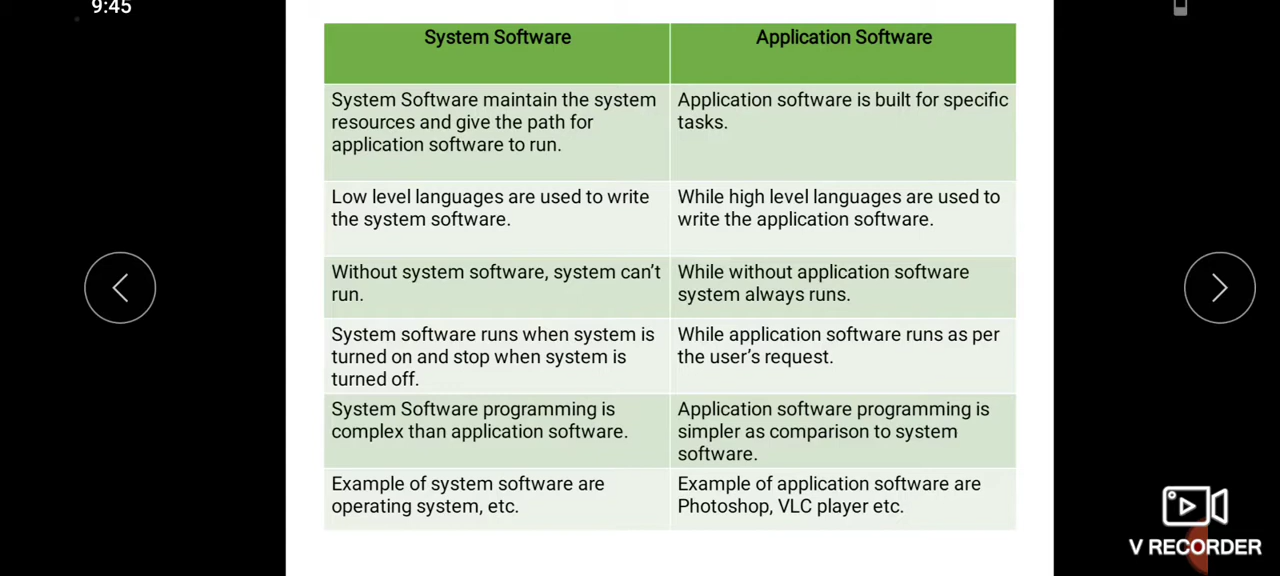 9:45
System Software
Application Software
System Software maintain the system
resources and give the path for
application software to run.
Application software is built for specific
tasks.
Low level languages are used to write
the system software.
While high level languages are used to
write the application software.
Without system software, system can't
run.
While without application software
system always runs.
System software runs when system is
turned on and stop when system is
turned off.
While application software runs as per
the user's request.
System Software programming is
complex than application software.
Application software programming is
simpler as comparison to system
software.
Example of system software are
operating system, etc.
Example of application software are
Photoshop, VLC player etc.
V RECORDER